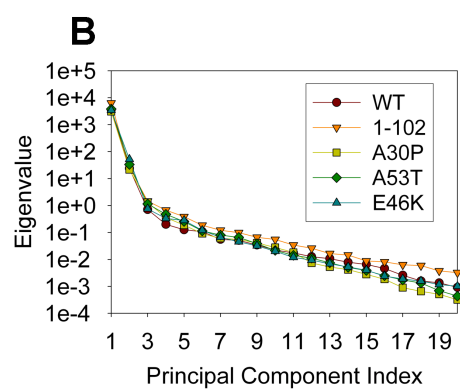 B
1e+5
1e+4
1e+3
1e+2
1e+1
1e+0
1e-1
1e-2
1e-3
1e-4
Eigenvalue
WT
1-102
A30P
A53T
E46K
1 3 5 7 9 11 13 15 17 19
Principal Component Index